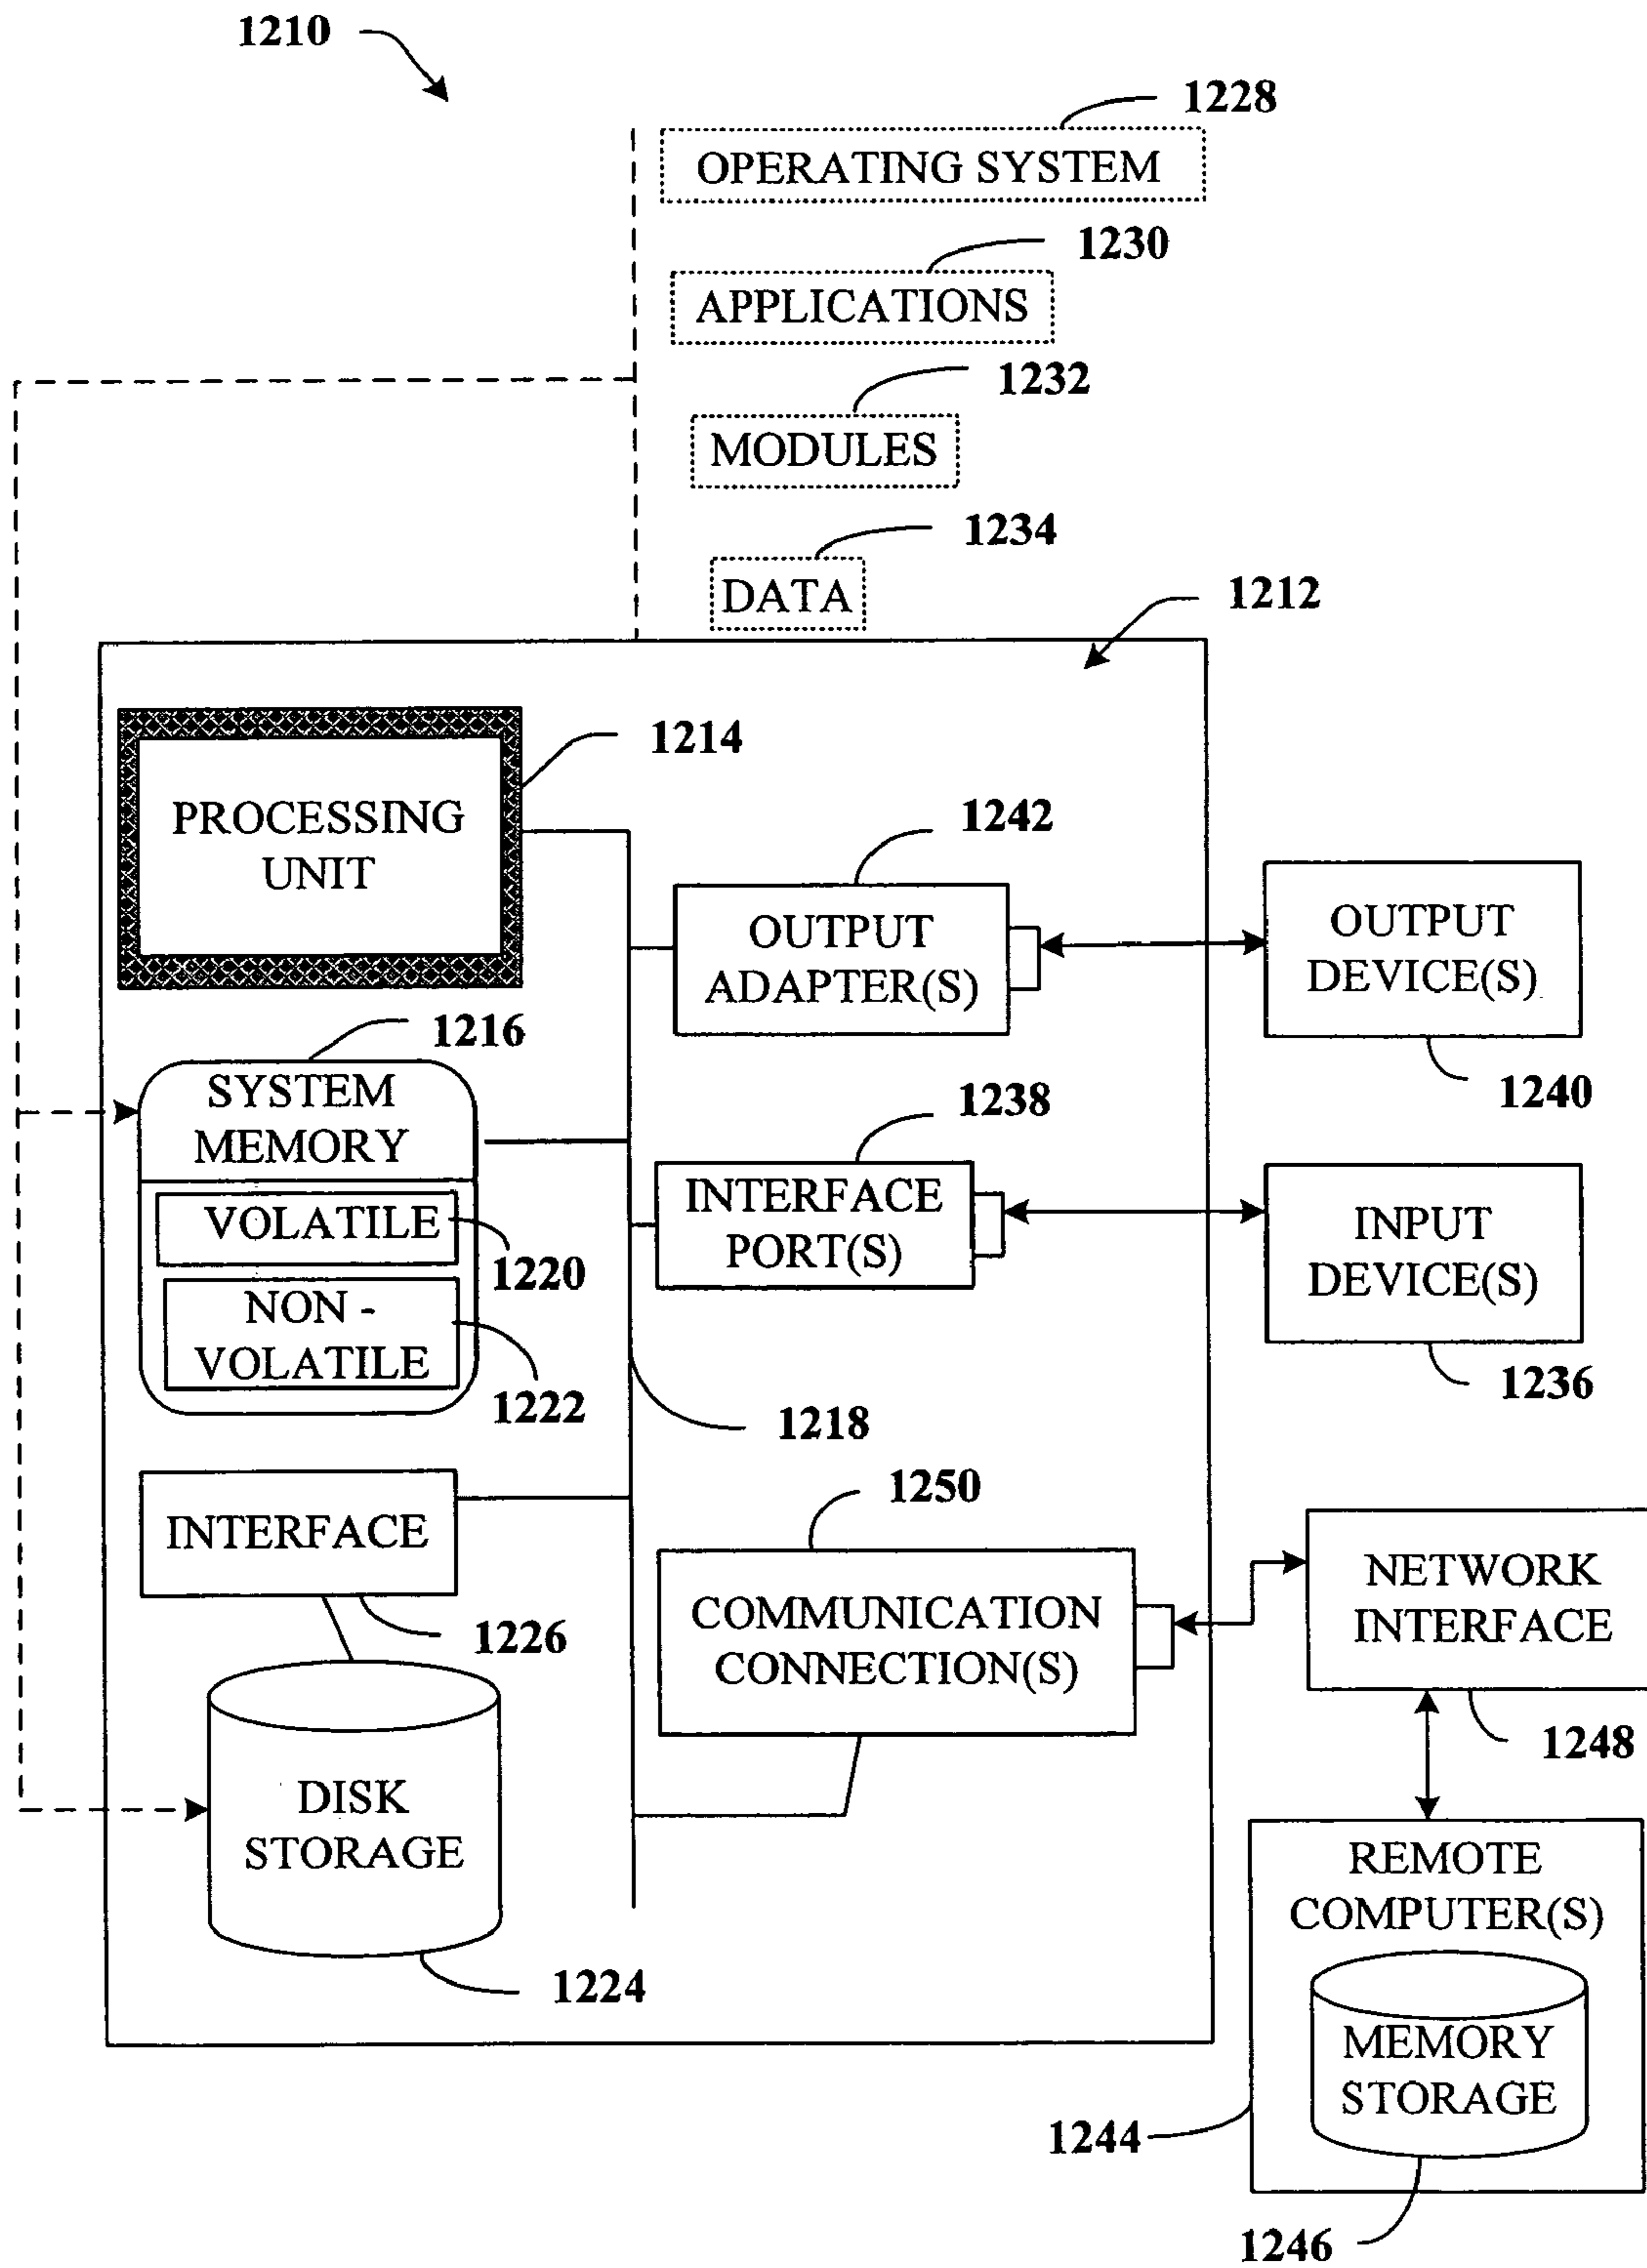 1210
1228
OPERATING SYSTEM
1230
APPLICATIONS
1232
MODULES
1234
DATA
1212
PROCESSING
UNIT
1214
1242
OUTPUT
ADAPTER(S)
OUTPUT
DEVICE(S)
1240
1216
SYSTEM
MEMORY
VOLATILE
1220
NON -
VOLATILE
1222
1238
INTERFACE
PORT(S)
INPUT
DEVICE(S)
1236
1218
INTERFACE
1226
1250
COMMUNICATION
CONNECTION(S)
NETWORK
INTERFACE
1248
DISK
STORAGE
1224
REMOTE
COMPUTER(S)
MEMORY
STORAGE
1244
1246